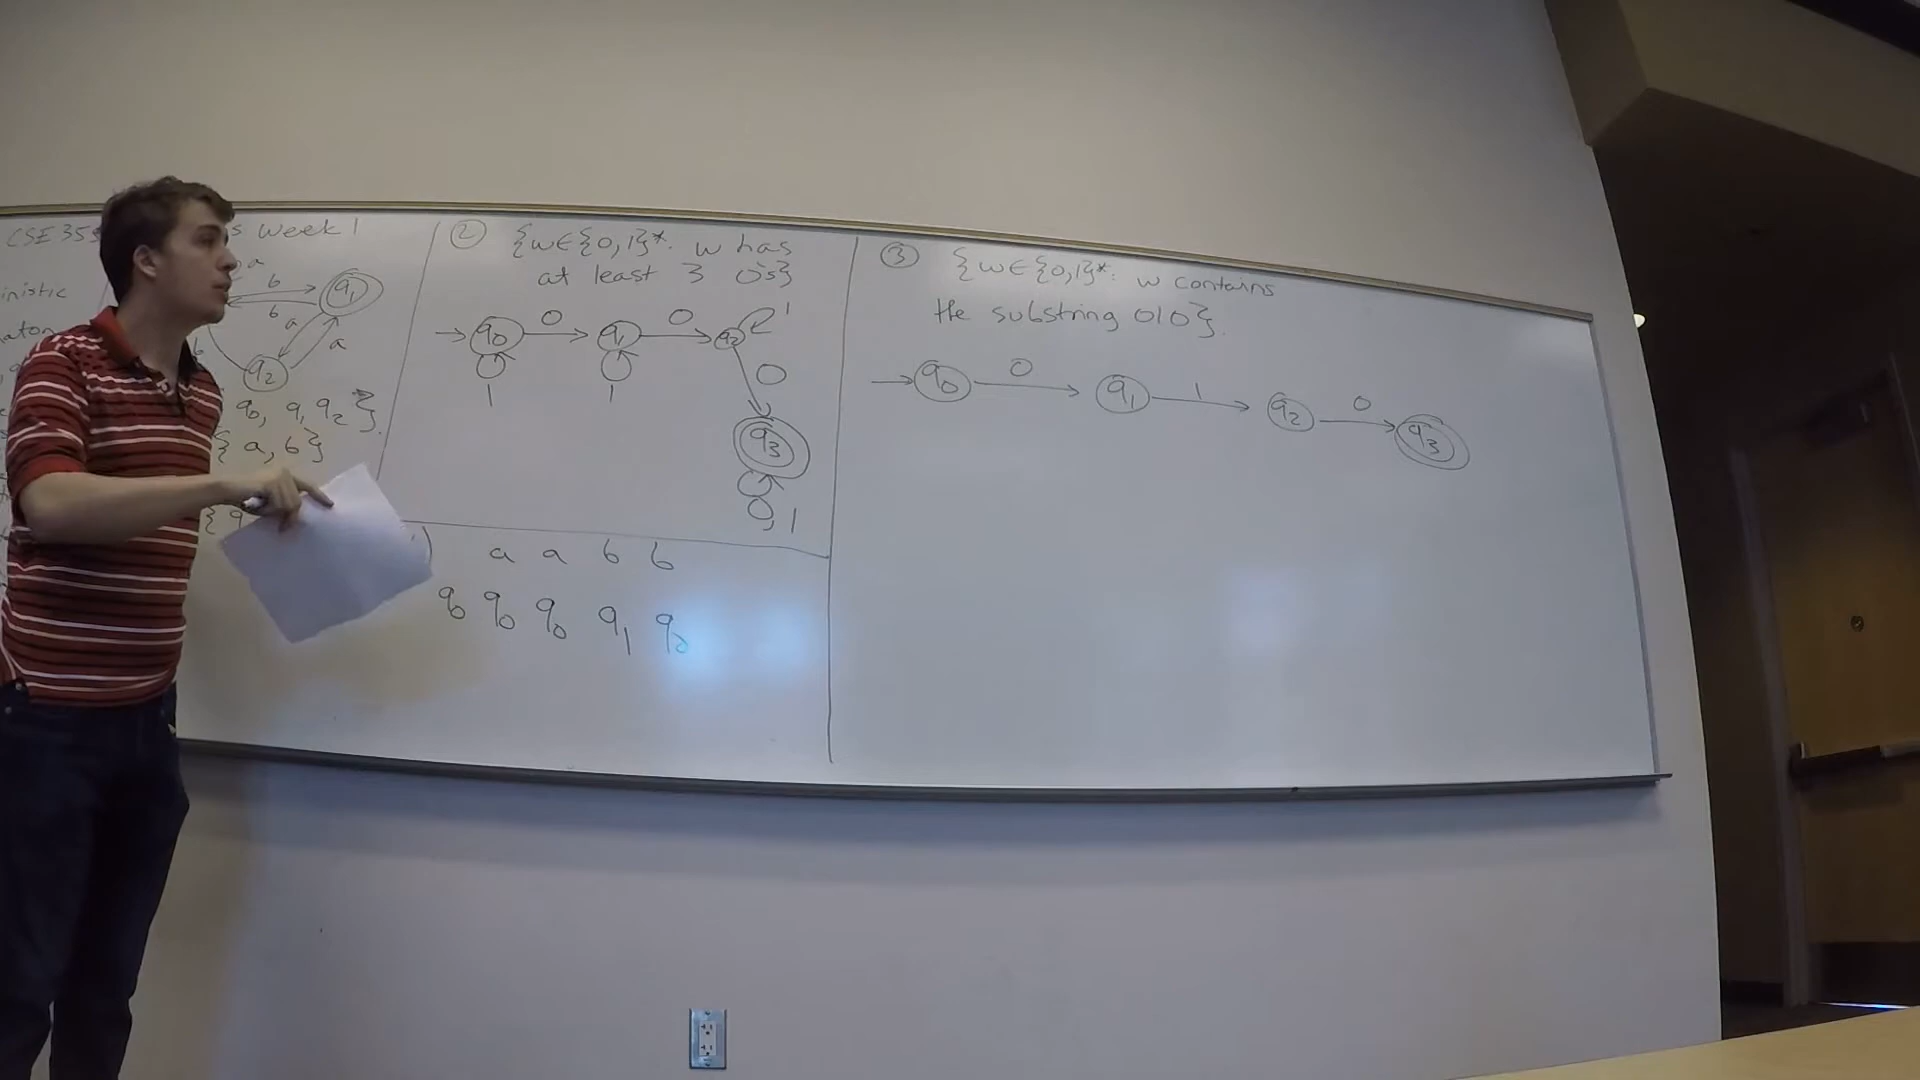 CSE 355
s week 1
inistic
a
b
q1
b
a
a
b
q2
q0, q1 q2}.
{ a, b}
② {w∈{0,1}*: w has
at least 3 0s}
q0 0 q1 0 q2 1
1 1 0
q3
0, 1
a a b b
q0 q0 q0 q1 q0
③ {w∈{0,1}*: w contains
the substring 010}.
q0 0 q1 1 q2 0 q3